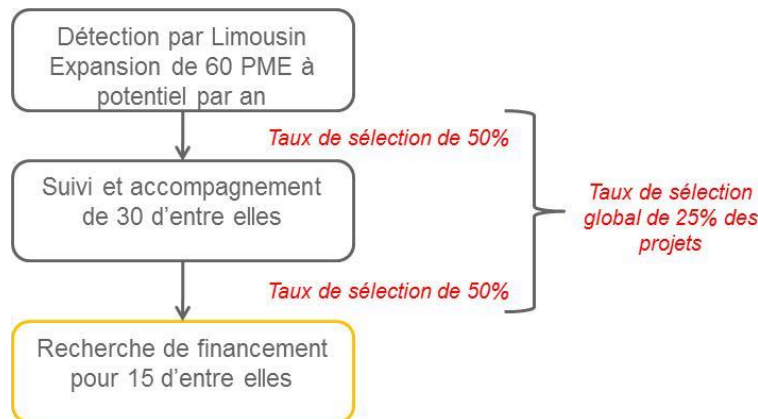 Détection par Limousin
Expansion de 60 PME à
potentiel par an
Taux de sélection de 50%
Suivi et accompagnement
de 30 d'entre elles
Taux de sélection
global de 25% des
projets
Taux de sélection de 50%
Recherche de financement
pour 15 d'entre elles